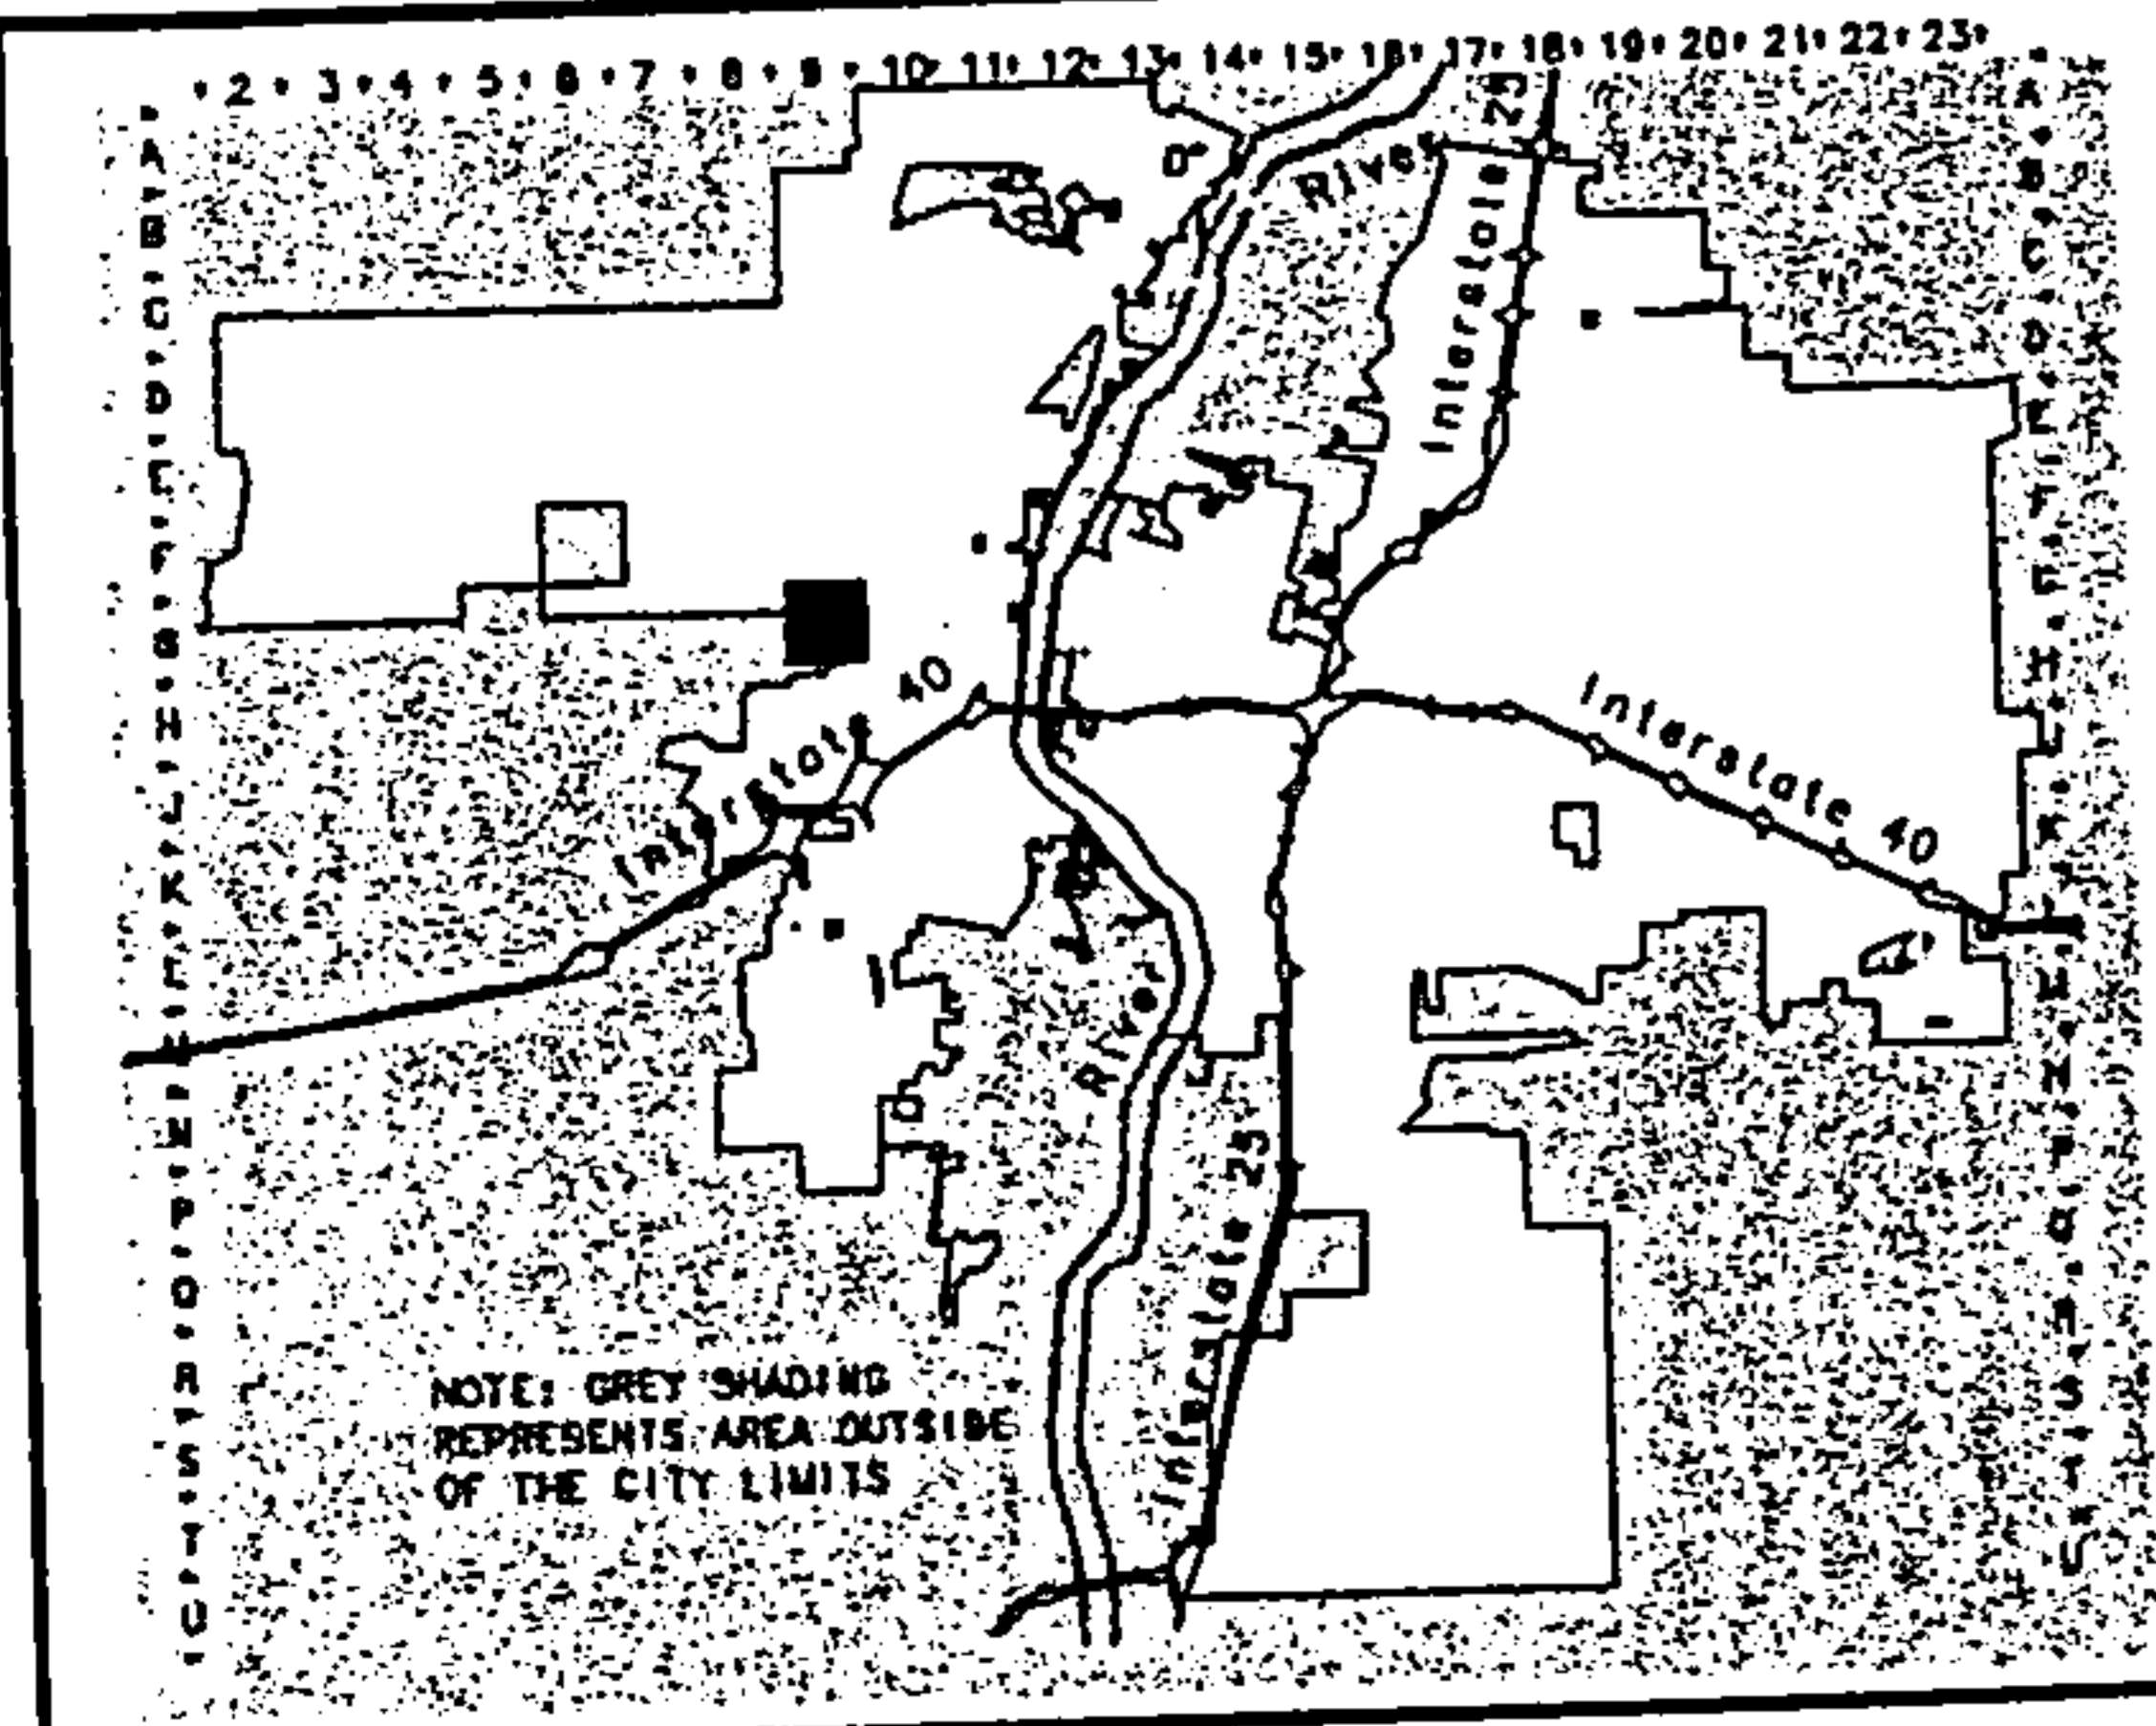 2 3 4 5 6 7 8 9 10 11 12 13 14 15 16 17 18 19 20 21 22 23
A
B
C
D
E
F
G
H
J
K
L
M
N
P
Q
R
S
T
U
A
B
C
D
E
F
G
H
J
K
L
M
N
P
Q
R
S
T
U
River
Interstate 25
Interstate 40
Interstate 40
River
Interstate 25
NOTE: GREY SHADING
REPRESENTS AREA OUTSIDE
OF THE CITY LIMITS